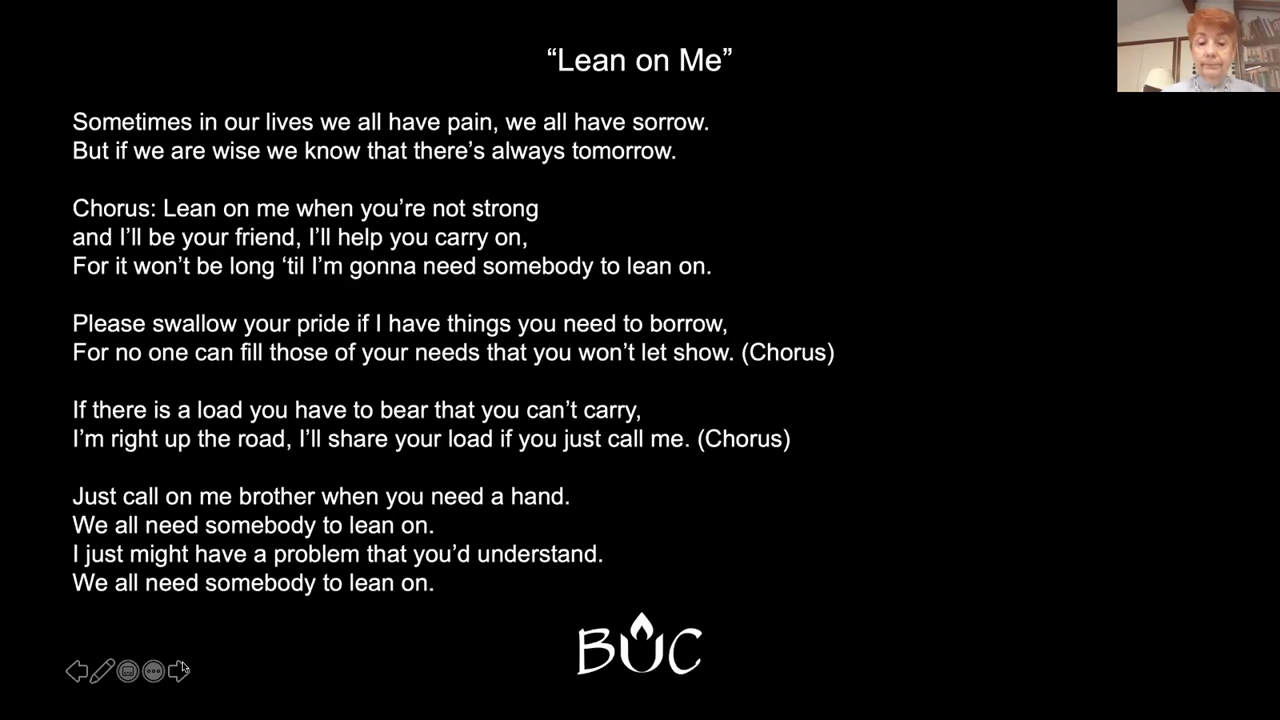 “Lean on Me”
Sometimes in our lives we all have pain, we all have sorrow.
But if we are wise we know that there’s always tomorrow.
Chorus: Lean on me when you’re not strong
and I’ll be your friend, I’ll help you carry on,
For it won’t be long ‘til I’m gonna need somebody to lean on.
Please swallow your pride if I have things you need to borrow,
For no one can fill those of your needs that you won’t let show. (Chorus)
If there is a load you have to bear that you can’t carry,
I’m right up the road, I’ll share your load if you just call me. (Chorus)
Just call on me brother when you need a hand.
We all need somebody to lean on.
I just might have a problem that you’d understand.
We all need somebody to lean on.
BUC